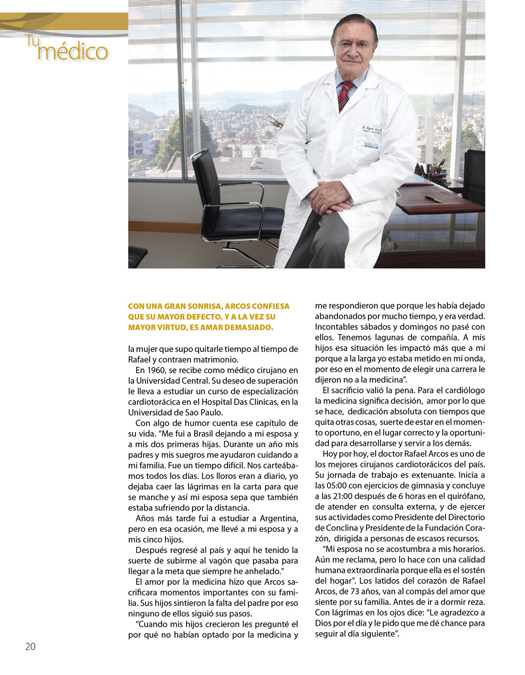 Tu
médico
CON UNA GRAN SONRISA, ARCOS CONFIESA
QUE SU MAYOR DEFECTO, Y A LA VEZ SU
MAYOR VIRTUD, ES AMAR DEMASIADO.
la mujer que supo quitarle tiempo al tiempo de
Rafael y contraen matrimonio.
En 1960, se recibe como médico cirujano en
la Universidad Central. Su deseo de superación
le lleva a estudiar un curso de especialización
cardiotorácica en el Hospital Das Clinicas, en la
Universidad de Sao Paulo.
Con algo de humor cuenta ese capítulo de
su vida. “Me fui a Brasil dejando a mi esposa y
a mis dos primeras hijas. Durante un año mis
padres y mis suegros me ayudaron cuidando a
mi familia. Fue un tiempo difícil. Nos carteába-
mos todos los días. Los lloros eran a diario, yo
dejaba caer las lágrimas en la carta para que
se manche y así mi esposa sepa que también
estaba sufriendo por la distancia.
Años más tarde fui a estudiar a Argentina,
pero en esa ocasión, me llevé a mi esposa y a
mis cinco hijos.
Después regresé al país y aquí he tenido la
suerte de subirme al vagón que pasaba para
llegar a la meta que siempre he anhelado.”
El amor por la medicina hizo que Arcos sa-
crificara momentos importantes con su fami-
lia. Sus hijos sintieron la falta del padre por eso
ninguno de ellos siguió sus pasos.
“Cuando mis hijos crecieron les pregunté el
por qué no habían optado por la medicina y
me respondieron que porque les había dejado
abandonados por mucho tiempo, y era verdad.
Incontables sábados y domingos no pasé con
ellos. Tenemos lagunas de compañía. A mis
hijos esa situación les impactó más que a mí
porque a la larga yo estaba metido en mi onda,
por eso en el momento de elegir una carrera le
dijeron no a la medicina”.
El sacrificio valió la pena. Para el cardiólogo
la medicina significa decisión, amor por lo que
se hace, dedicación absoluta con tiempos que
quita otras cosas, suerte de estar en el momen-
to oportuno, en el lugar correcto y la oportuni-
dad para desarrollarse y servir a los demás.
Hoy por hoy, el doctor Rafael Arcos es uno de
los mejores cirujanos cardiotorácicos del país.
Su jornada de trabajo es extenuante. Inicia a
las 05:00 con ejercicios de gimnasia y concluye
a las 21:00 después de 6 horas en el quirófano,
de atender en consulta externa, y de ejercer
sus actividades como Presidente del Directorio
de Conclina y Presidente de la Fundación Cora-
zón, dirigida a personas de escasos recursos.
“Mi esposa no se acostumbra a mis horarios.
Aún me reclama, pero lo hace con una calidad
humana extraordinaria porque ella es el sostén
del hogar”. Los latidos del corazón de Rafael
Arcos, de 73 años, van al compás del amor que
siente por su familia. Antes de ir a dormir reza.
Con lágrimas en los ojos dice: “Le agradezco a
Dios por el día y le pido que me dé chance para
seguir al día siguiente”.
20